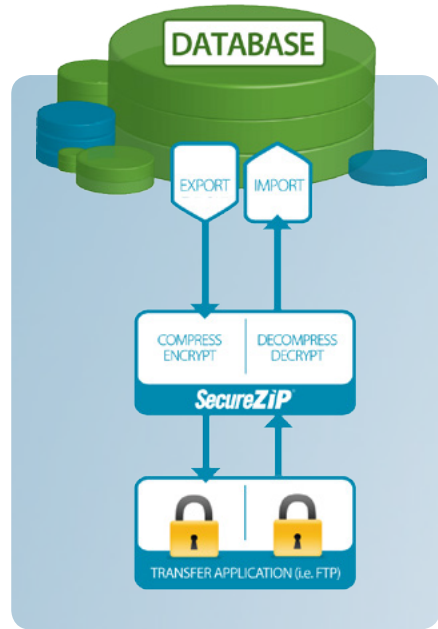 DATABASE
EXPORT
IMPORT
COMPRESS
ENCRYPT
DECOMPRESS
DECRYPT
SecureZIP
TRANSFER APPLICATION (i.e. FTP)